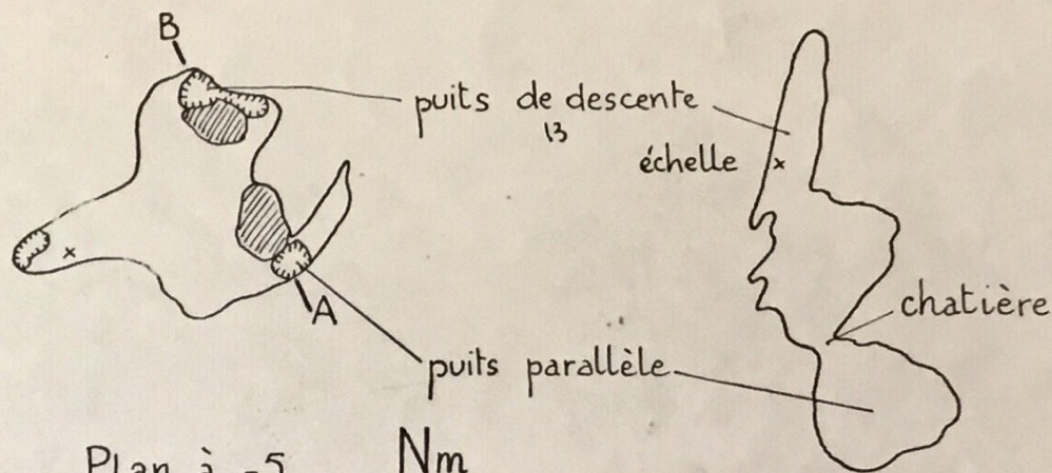 B
puits de descente
13
échelle x
chatière
x
A
puits parallèle
Plan à -5
Nm